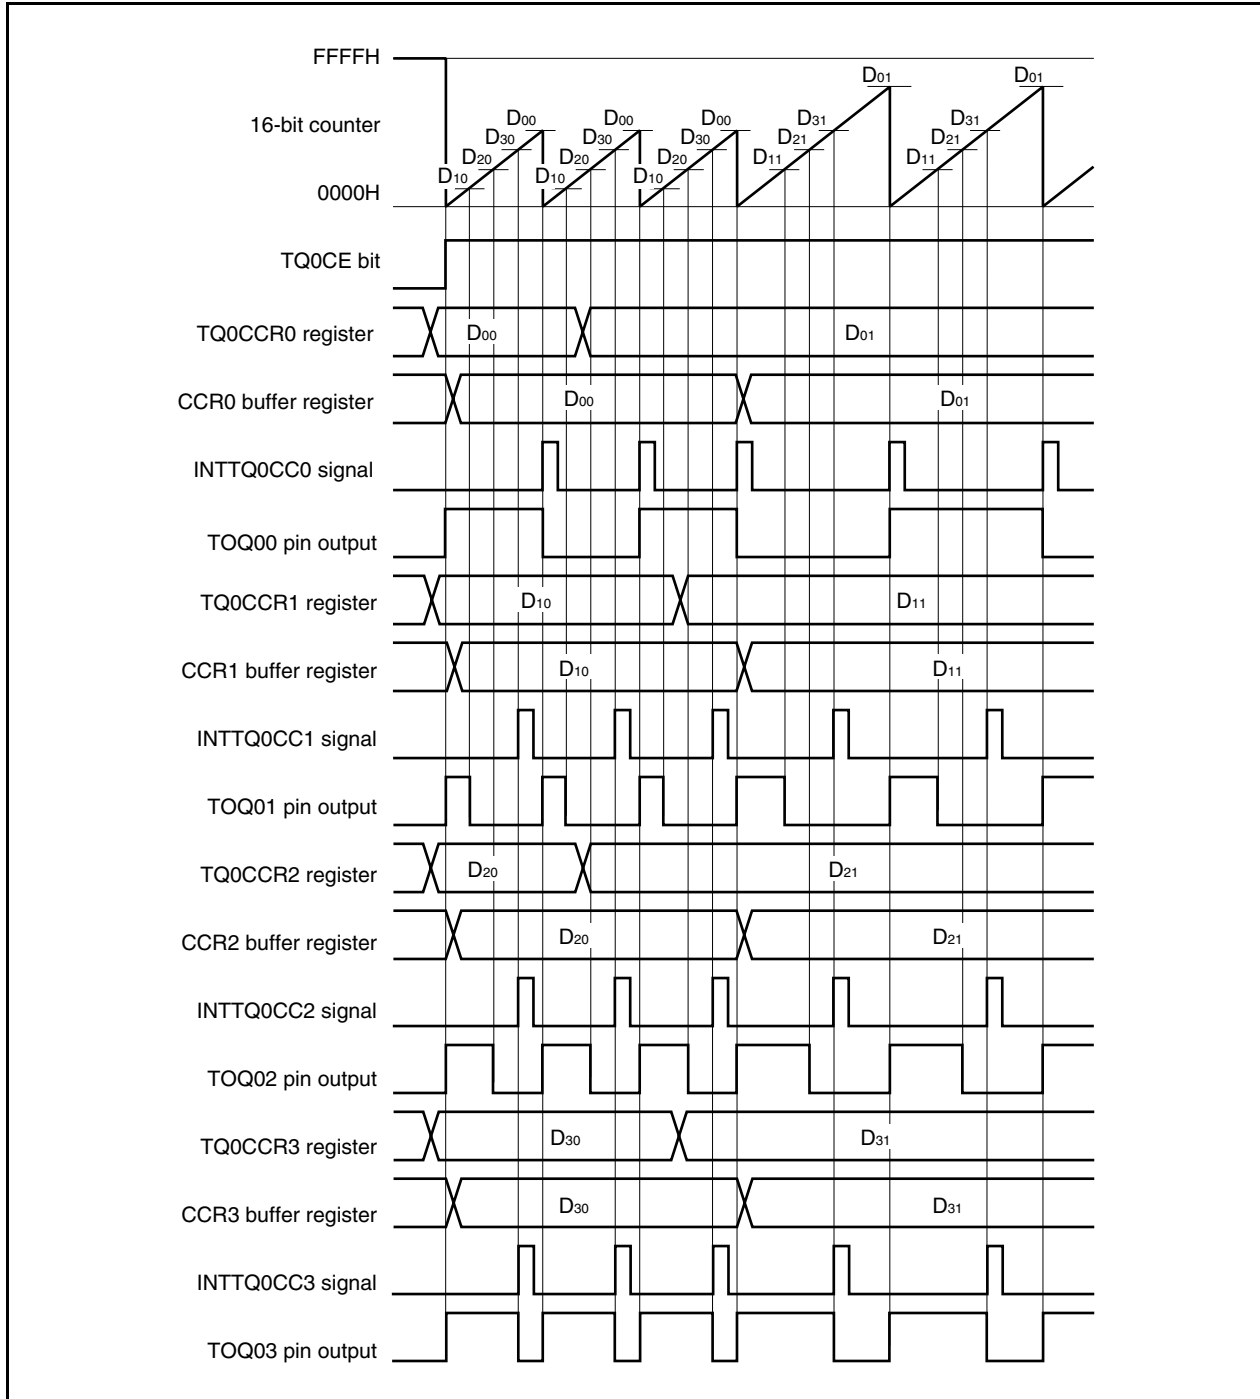 FFFFH
16-bit counter
0000H
D10 D20 D30 D00 D10 D20 D30 D00 D10 D20 D30 D00 D11 D21 D31 D01 D11 D21 D31 D01
TQ0CE bit
TQ0CCR0 register D00 D01
CCR0 buffer register D00 D01
INTTQ0CC0 signal
TOQ00 pin output
TQ0CCR1 register D10 D11
CCR1 buffer register D10 D11
INTTQ0CC1 signal
TOQ01 pin output
TQ0CCR2 register D20 D21
CCR2 buffer register D20 D21
INTTQ0CC2 signal
TOQ02 pin output
TQ0CCR3 register D30 D31
CCR3 buffer register D30 D31
INTTQ0CC3 signal
TOQ03 pin output